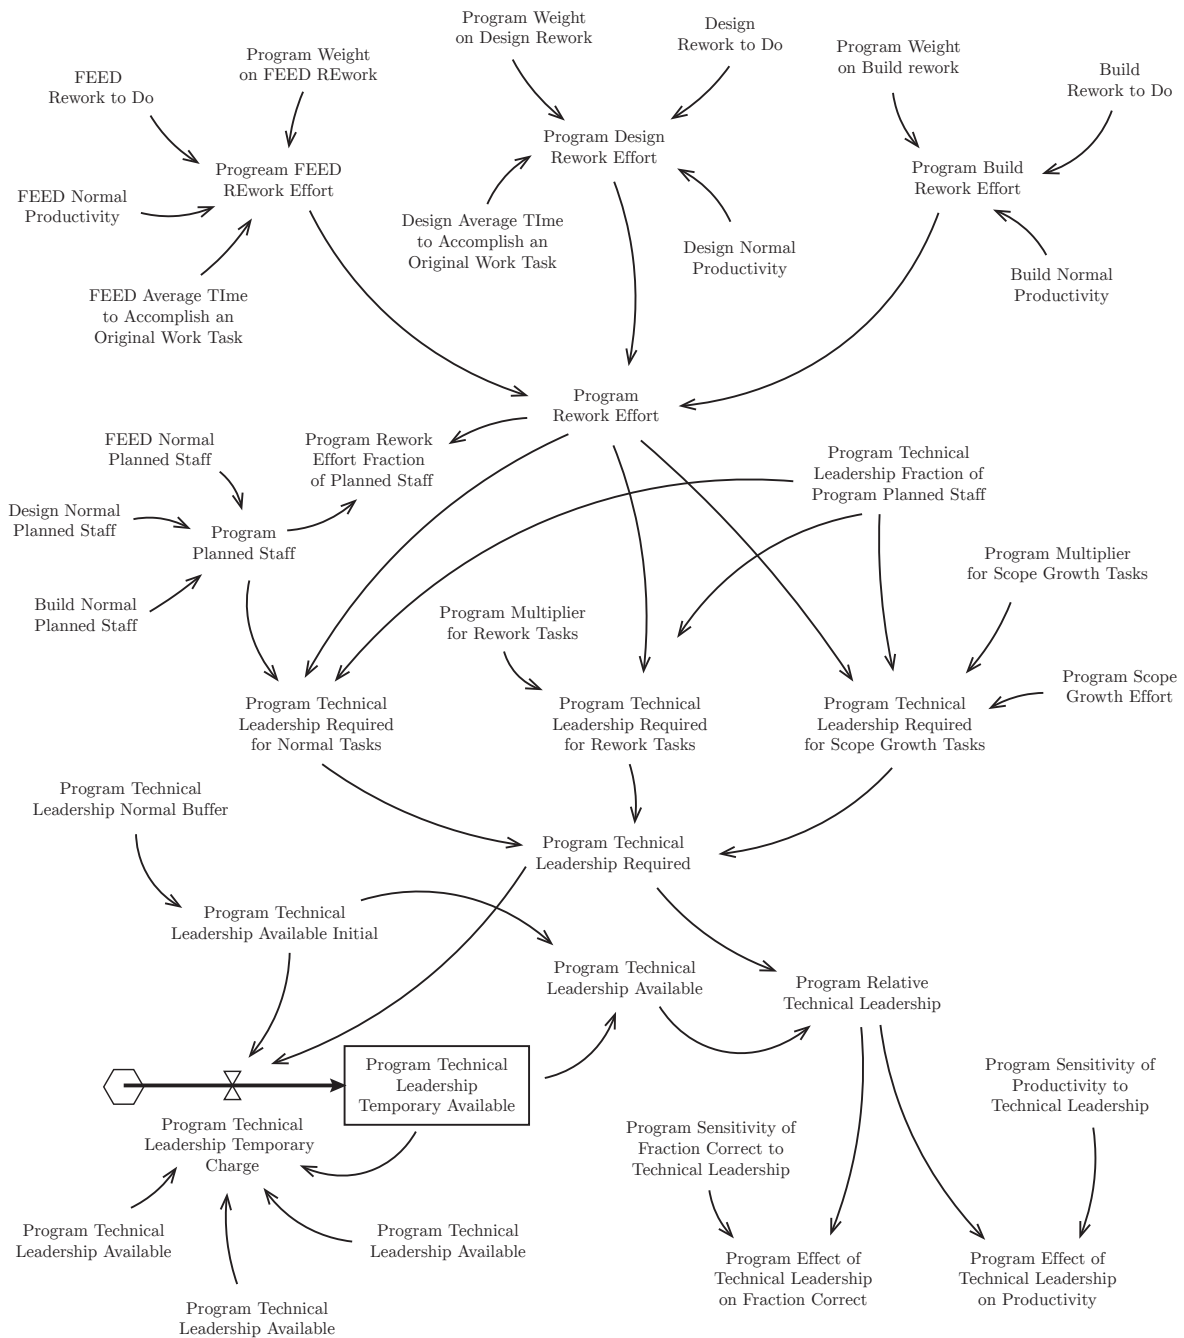 Program Weight
on Design Rework
Design
Rework to Do
Program Weight
on FEED REwork
Program Weight
on Build rework
FEED
Rework to Do
Build
Rework to Do
Program Design
Rework Effort
Progream FEED
REwork Effort
Program Build
Rework Effort
FEED Normal
Productivity
Design Average TIme
to Accomplish an
Original Work Task
Design Normal
Productivity
Build Normal
Productivity
FEED Average TIme
to Accomplish an
Original Work Task
Program
Rework Effort
FEED Normal
Planned Staff
Program Rework
Effort Fraction
of Planned Staff
Program Technical
Leadership Fraction of
Program Planned Staff
Design Normal
Planned Staff
Program
Planned Staff
Program Multiplier
for Scope Growth Tasks
Build Normal
Planned Staff
Program Multiplier
for Rework Tasks
Program Scope
Growth Effort
Program Technical
Leadership Required
for Normal Tasks
Program Technical
Leadership Required
for Rework Tasks
Program Technical
Leadership Required
for Scope Growth Tasks
Program Technical
Leadership Normal Buffer
Program Technical
Leadership Required
Program Technical
Leadership Available Initial
Program Technical
Leadership Available
Program Relative
Technical Leadership
Program Technical
Leadership
Temporary Available
Program Sensitivity of
Productivity to
Technical Leadership
Program Technical
Leadership Temporary
Charge
Program Sensitivity of
Fraction Correct to
Technical Leadership
Program Technical
Leadership Available
Program Technical
Leadership Available
Program Effect of
Technical Leadership
on Fraction Correct
Program Effect of
Technical Leadership
on Productivity
Program Technical
Leadership Available